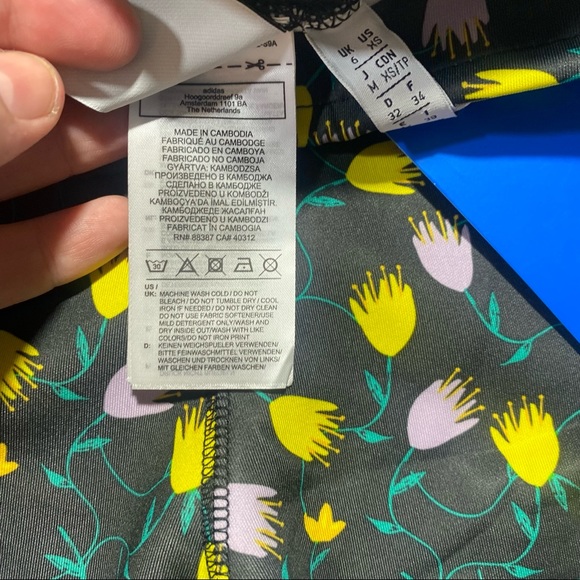 adidas
Hoogoorddreef 9a
Amsterdam 1101 BA
The Netherlands
MADE IN CAMBODIA
FABRIQUÉ AU CAMBODGE
FABRICADO EN CAMBOYA
FABRICADO NO CAMBOJA
GYÁRTVA: KAMBODZSA
ПРОИЗВЕДЕНО В КАМБОДЖА
СДЕЛАНО В КАМБОДЖЕ
PROIZVEDENO U KOMBODŽI
KAMBOÇYA'DA İMAL EDİLMİŞTİR
КАМБОДЖЕДЕ ЖАСАЛҒАН
PROIZVEDENO U KAMBODŽI
FABRICAT ÎN CAMBOGIA
RN# 88387 CA# 40312
30
US /
UK: MACHINE WASH COLD / DO NOT
BLEACH / DO NOT TUMBLE DRY / COOL
IRON IF NEEDED / DO NOT DRY CLEAN
DO NOT USE FABRIC SOFTENER/USE
MILD DETERGENT ONLY/WASH AND
DRY INSIDE OUT/WASH WITH LIKE
COLORS/DO NOT IRON PRINT
D: KEINEN WEICHSPUELER VERWENDEN/
BITTE FEINWASCHMITTEL VERWENDEN/
WASCHEN UND TROCKNEN VON LINKS/
MIT GLEICHEN FARBEN WASCHEN/
UK US
6 XS
J CDN
M XS/TP
D F
32 34